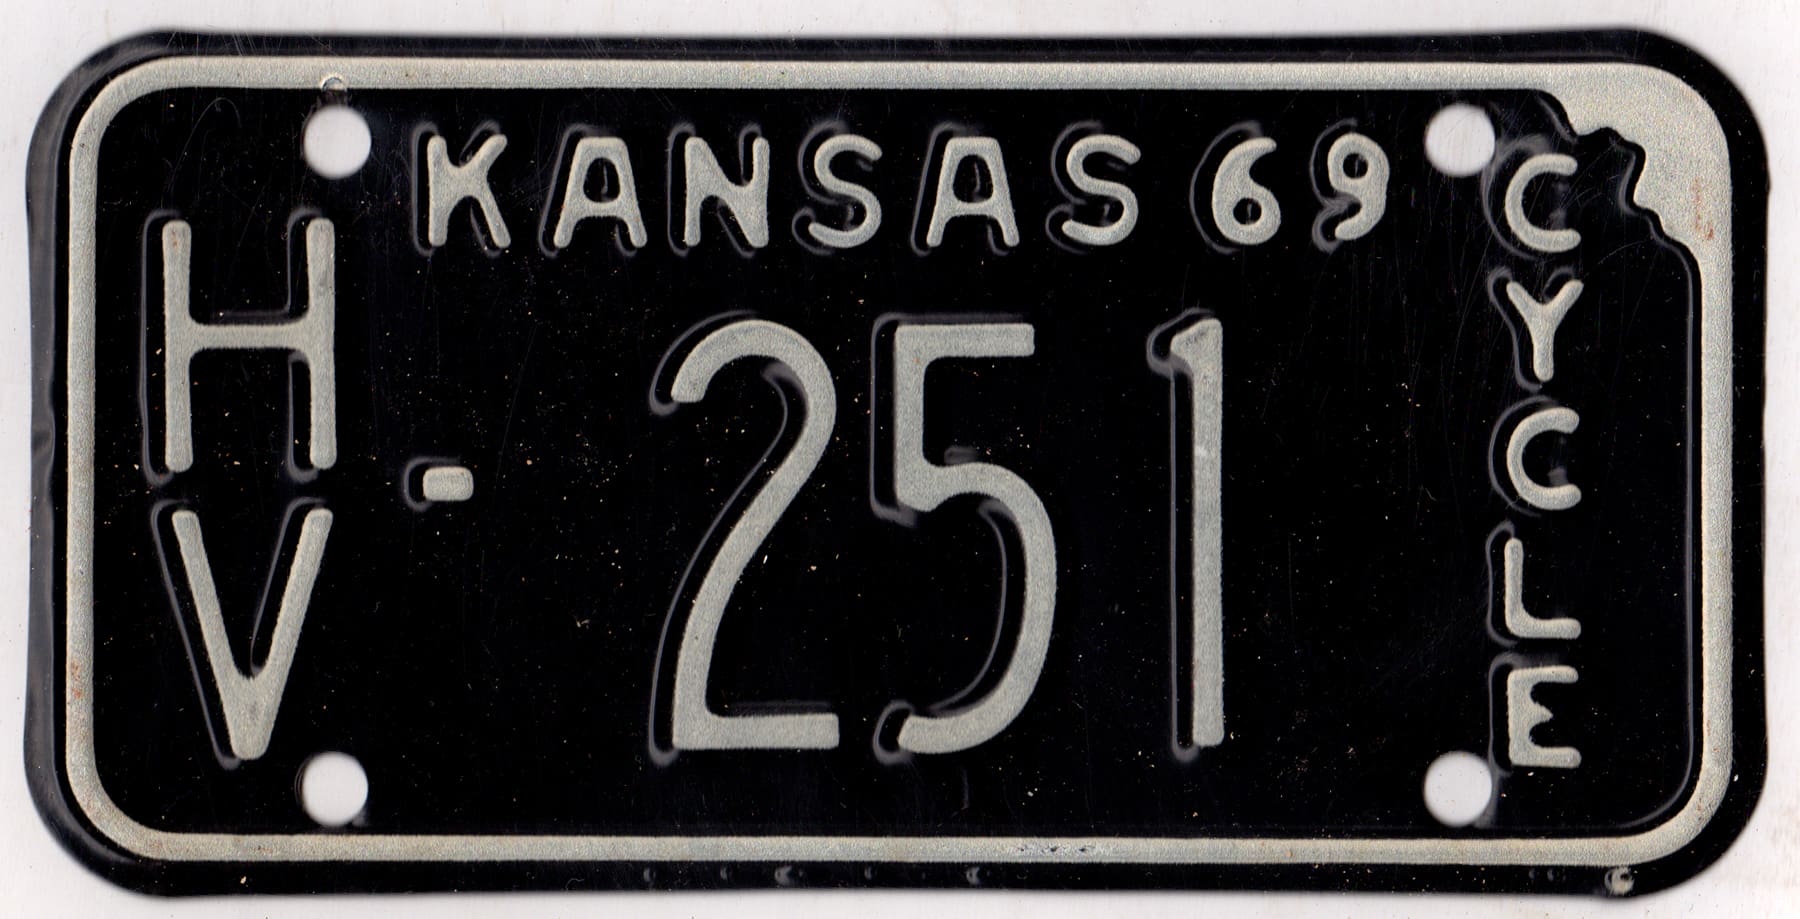 KANSAS 69
HV-251
CYCLE